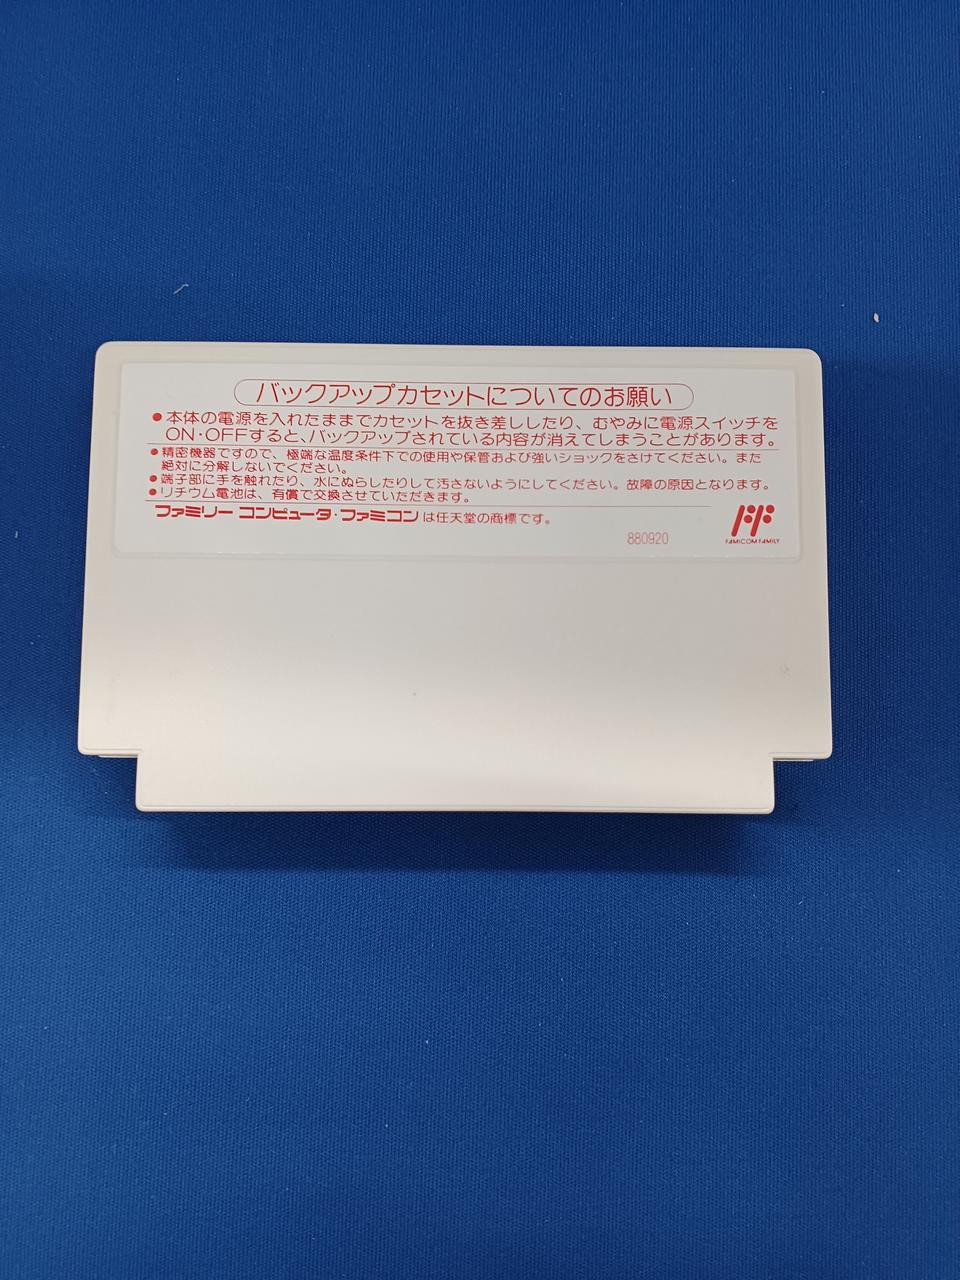 バックアップカセットについてのお願い
●本体の電源を入れたままでカセットを抜き差ししたり、むやみに電源スイッチを
ON・OFFすると、バックアップされている内容が消えてしまうことがあります。
●精密機器ですので、極端な温度条件下での使用や保管および強いショックをさけてください。また
絶対に分解しないでください。
●端子部に手を触れたり、水にぬらしたりして汚さないようにしてください。故障の原因となります。
●リチウム電池は、有償で交換させていただきます。
ファミリー コンピュータ・ファミコンは任天堂の商標です。
880920
FAMICOM FAMILY